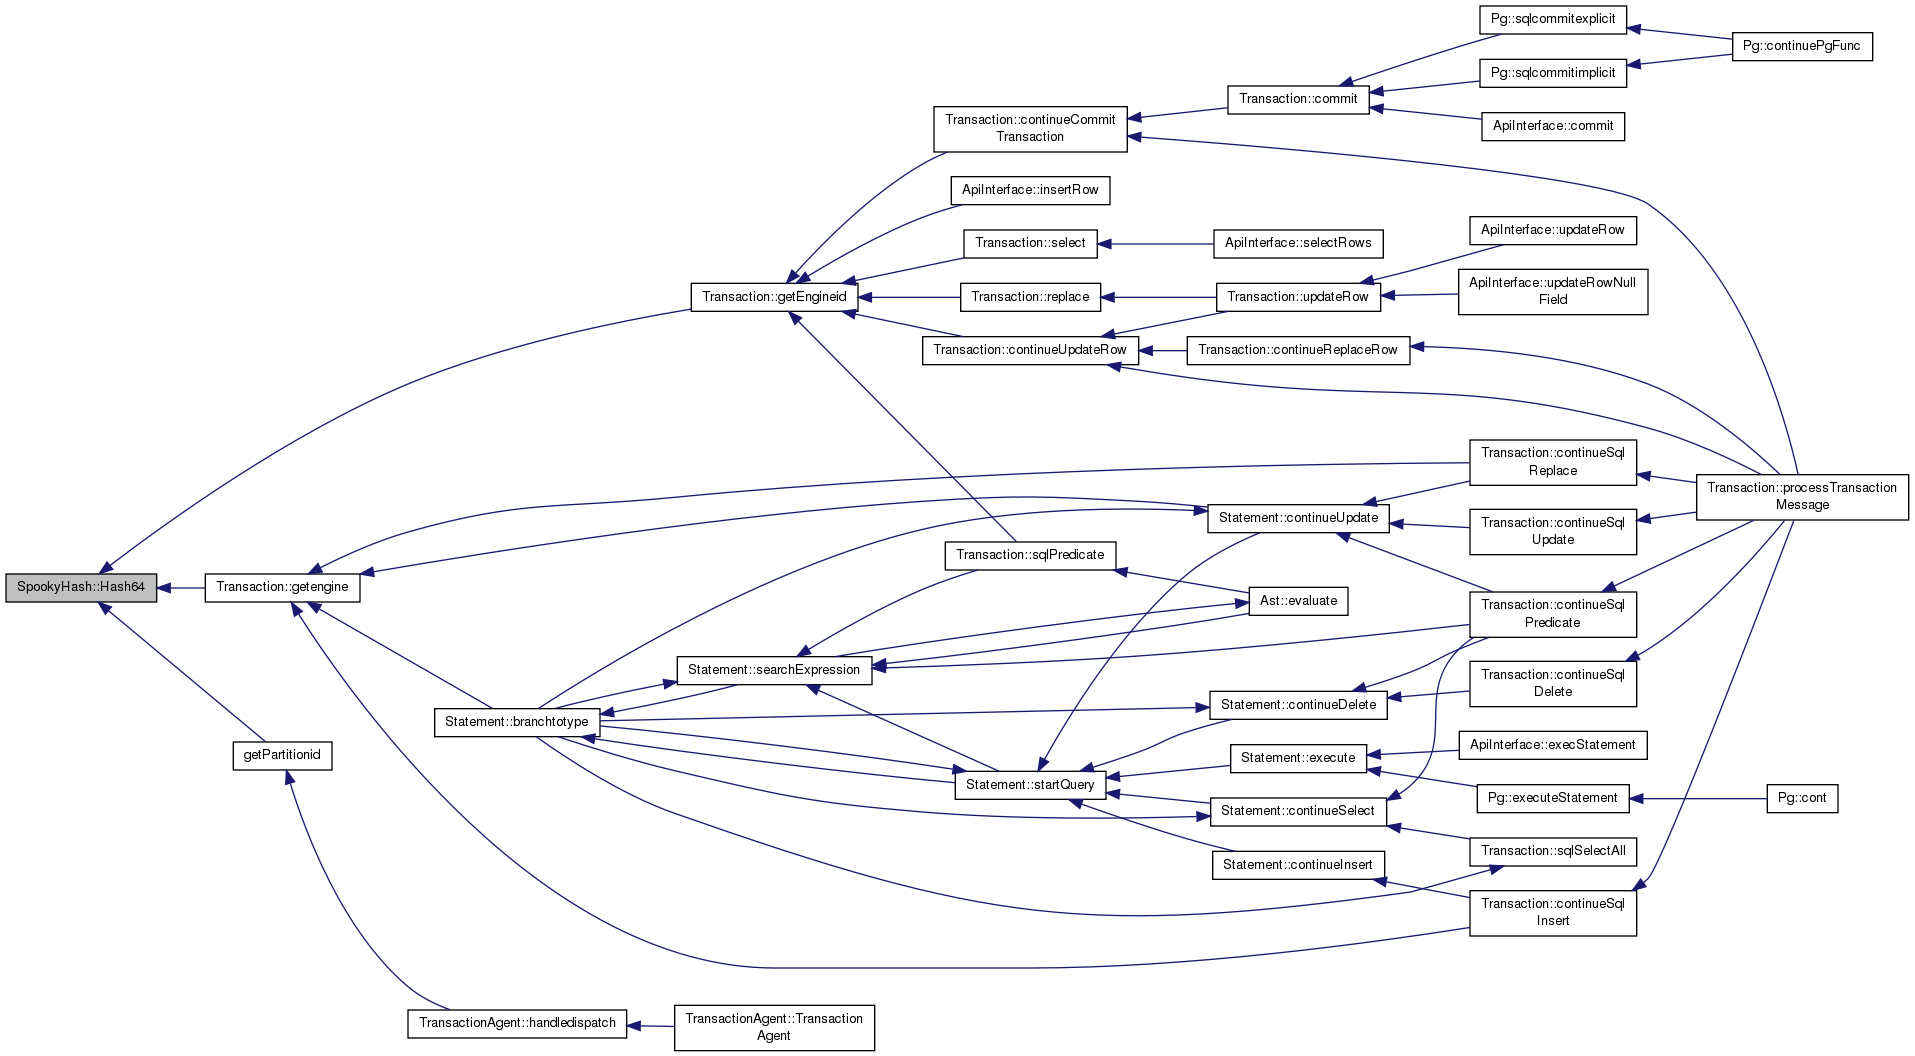 Pg::sqlcommitexplicit
Pg::continuePgFunc
Pg::sqlcommitimplicit
Transaction::commit
Transaction::continueCommit
Transaction
ApiInterface::commit
ApiInterface::insertRow
Transaction::select
ApiInterface::selectRows
ApiInterface::updateRow
Transaction::getEngineid
Transaction::replace
Transaction::updateRow
ApiInterface::updateRowNull
Field
Transaction::continueUpdateRow
Transaction::continueReplaceRow
Transaction::continueSql
Replace
Transaction::processTransaction
Message
Statement::continueUpdate
Transaction::continueSql
Update
Transaction::sqlPredicate
SpookyHash::Hash64
Transaction::getengine
Ast::evaluate
Transaction::continueSql
Predicate
Statement::searchExpression
Transaction::continueSql
Delete
Statement::continueDelete
Statement::branchtotype
getPartitionid
Statement::execute
ApiInterface::execStatement
Statement::startQuery
Pg::executeStatement
Pg::cont
Statement::continueSelect
Transaction::sqlSelectAll
Statement::continueInsert
Transaction::continueSql
Insert
TransactionAgent::handledispatch
TransactionAgent::Transaction
Agent